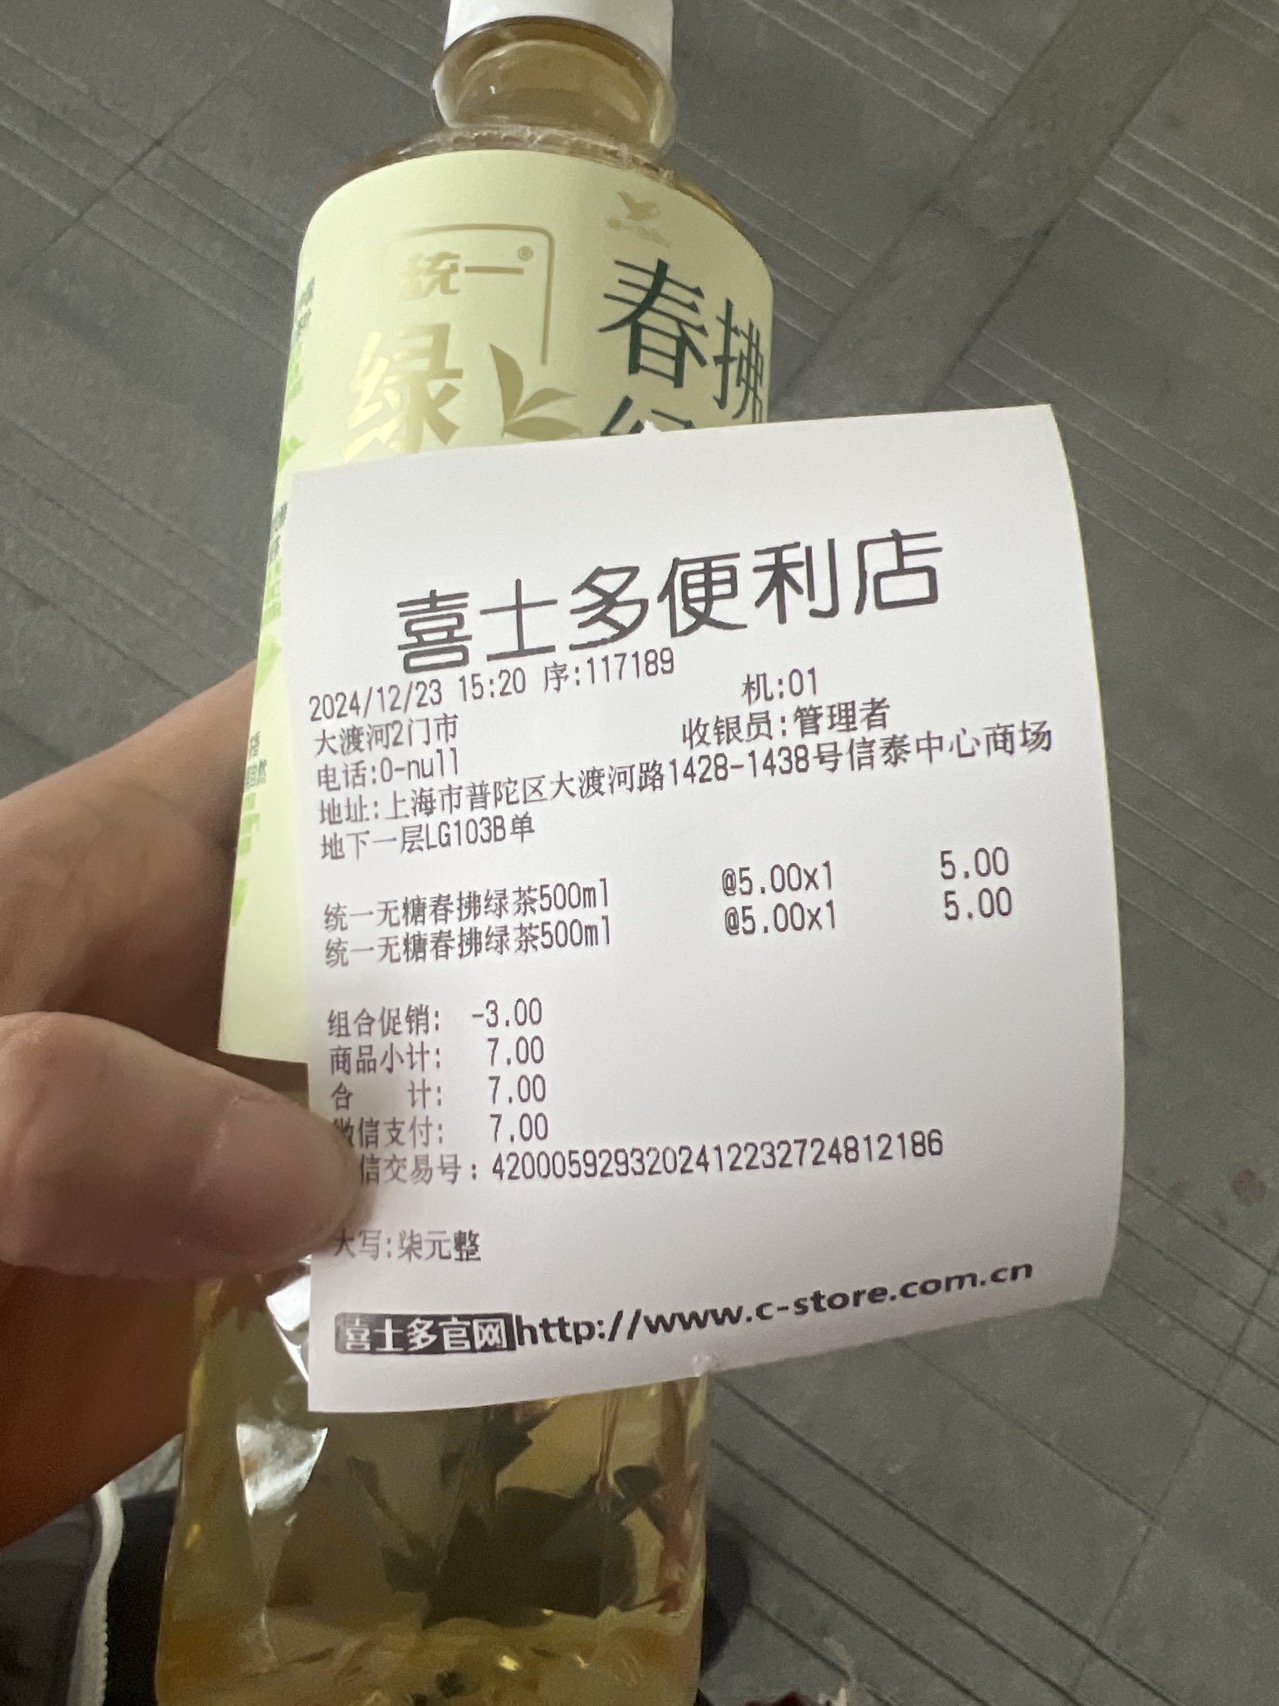 统一®
绿
春拂
绿
喜士多便利店
2024/12/23 15:20 序:117189 机:01
大渡河2门市 收银员:管理者
电话:0-null
地址:上海市普陀区大渡河路1428-1438号信泰中心商场
地下一层LG103B单
统一无糖春拂绿茶500ml @5.00x1 5.00
统一无糖春拂绿茶500ml @5.00x1 5.00
组合促销: -3.00
商品小计: 7.00
合 计: 7.00
微信支付: 7.00
信交易号: 4200059293202412232724812186
大写:柒元整
喜士多官网http://www.c-store.com.cn